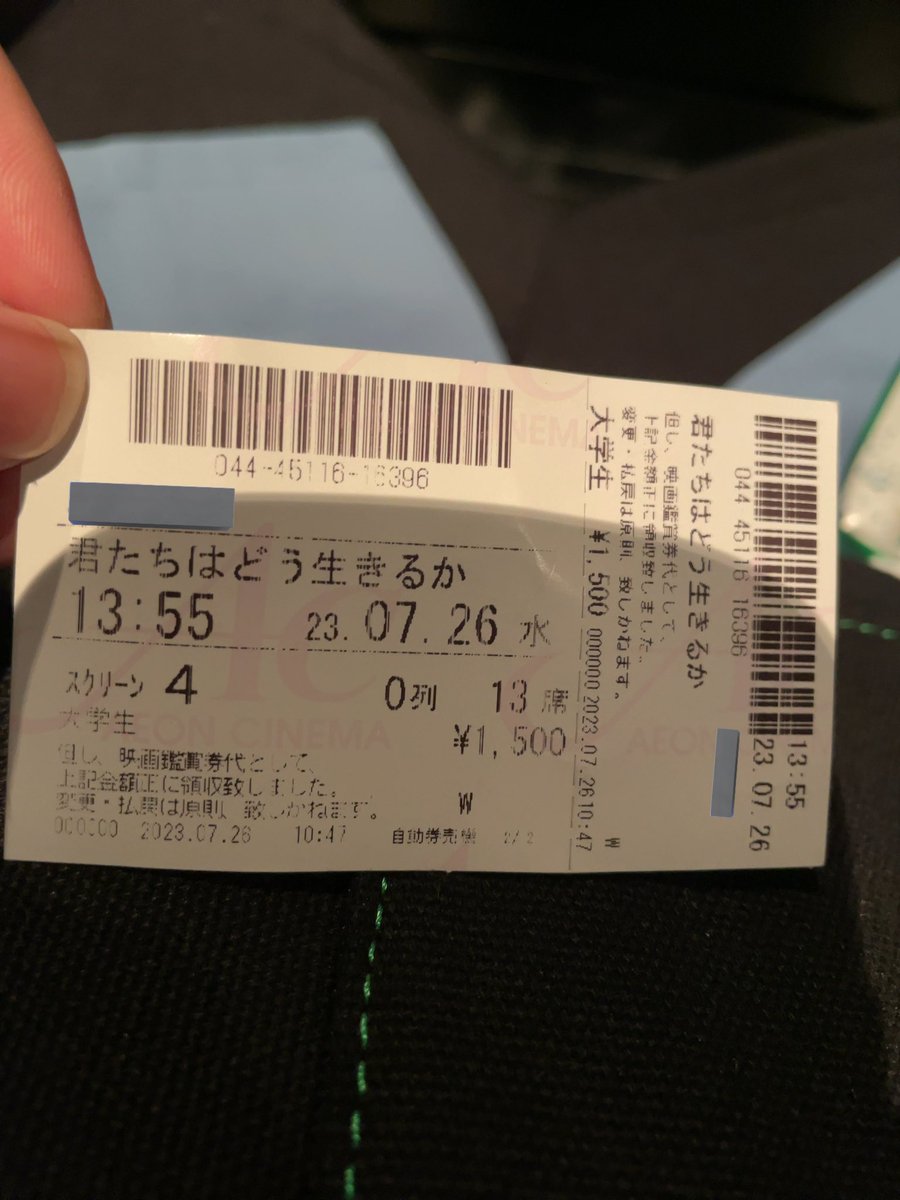 044-45116-16396
君たちはどう生きるか
13:55 23.07.26 水
スクリーン 4 O列 13 席
大学生 ¥1,500
AEON CINEMA
但し、映画鑑賞券代として、
上記金額正に領収致しました。
変更・払戻は原則、致しかねます。
W
000000 2023.07.26 10:47 自動券売機 2/2
044 45116 16396
13:55
23.07.26
君たちはどう生きるか
但し、映画鑑賞券代として、
上記金額正に領収致しました。
変更・払戻は原則、致しかねます。
大学生 ¥1,500 000000 2023.07.26 10:47
W
AEON